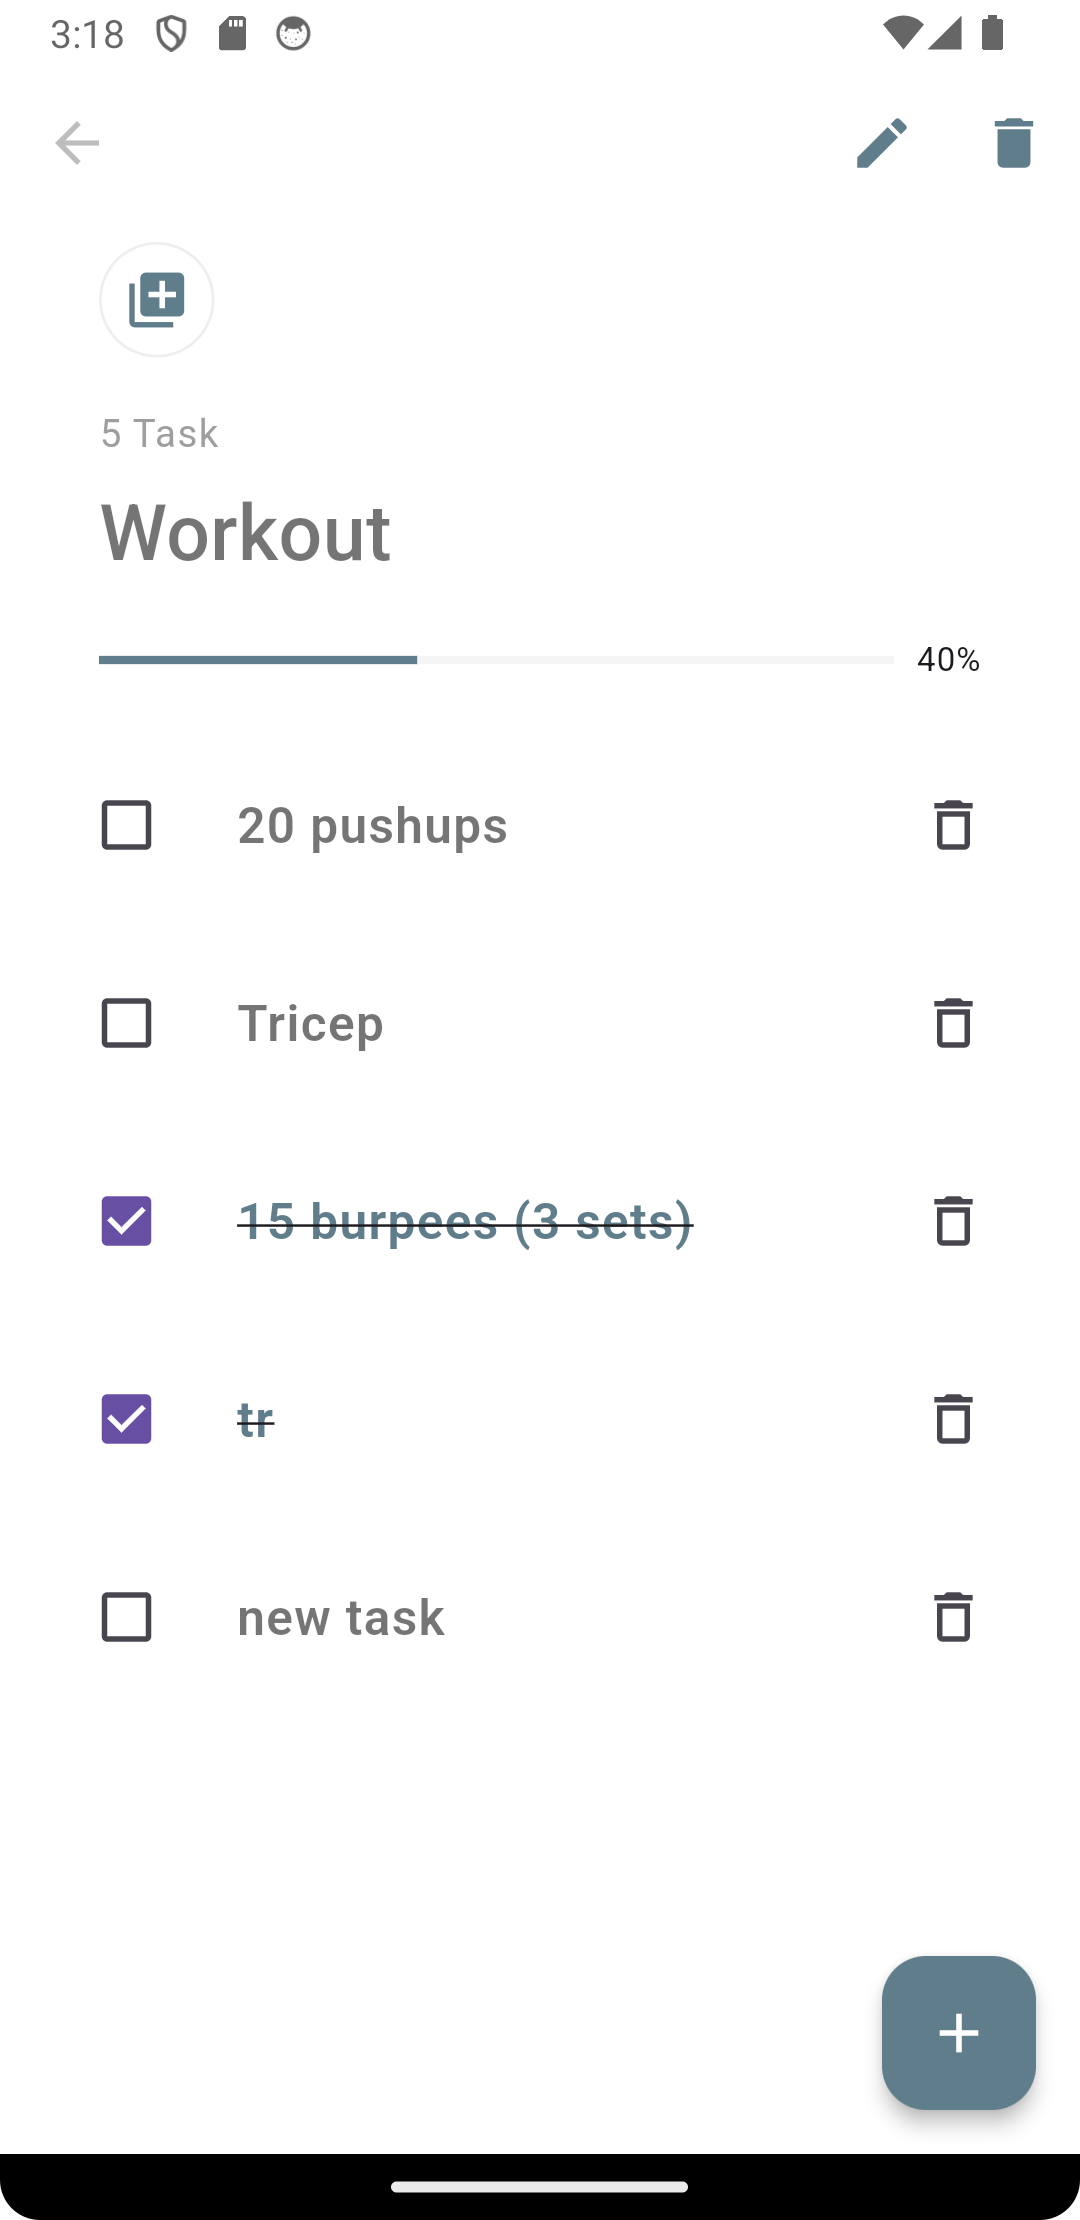 3:18
5 Task
Workout
40%
20 pushups
Tricep
15 burpees (3 sets)
tr
new task